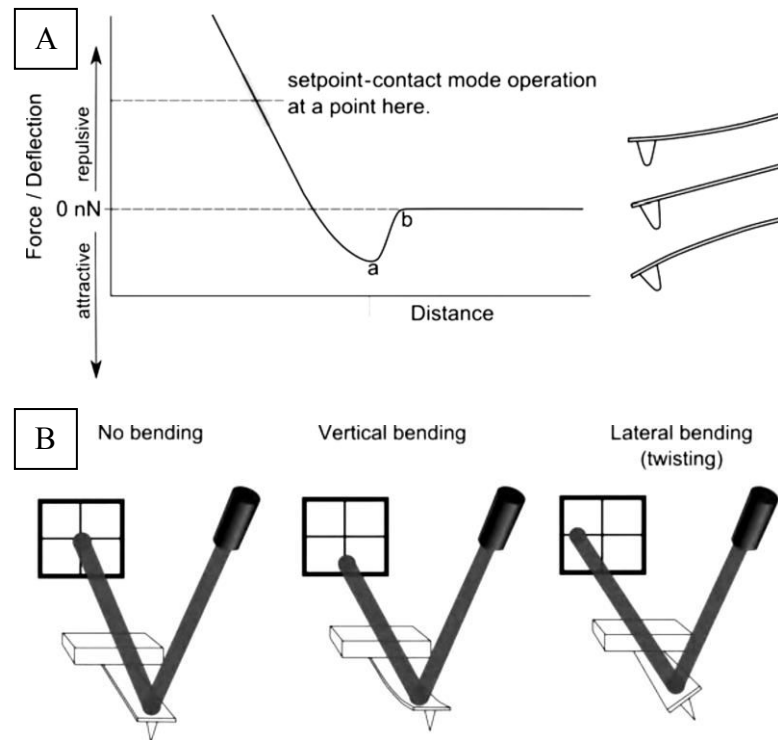 A
Force / Deflection
repulsive
attractive
setpoint-contact mode operation
at a point here.
0 nN
b
a
Distance
B
No bending
Vertical bending
Lateral bending
(twisting)